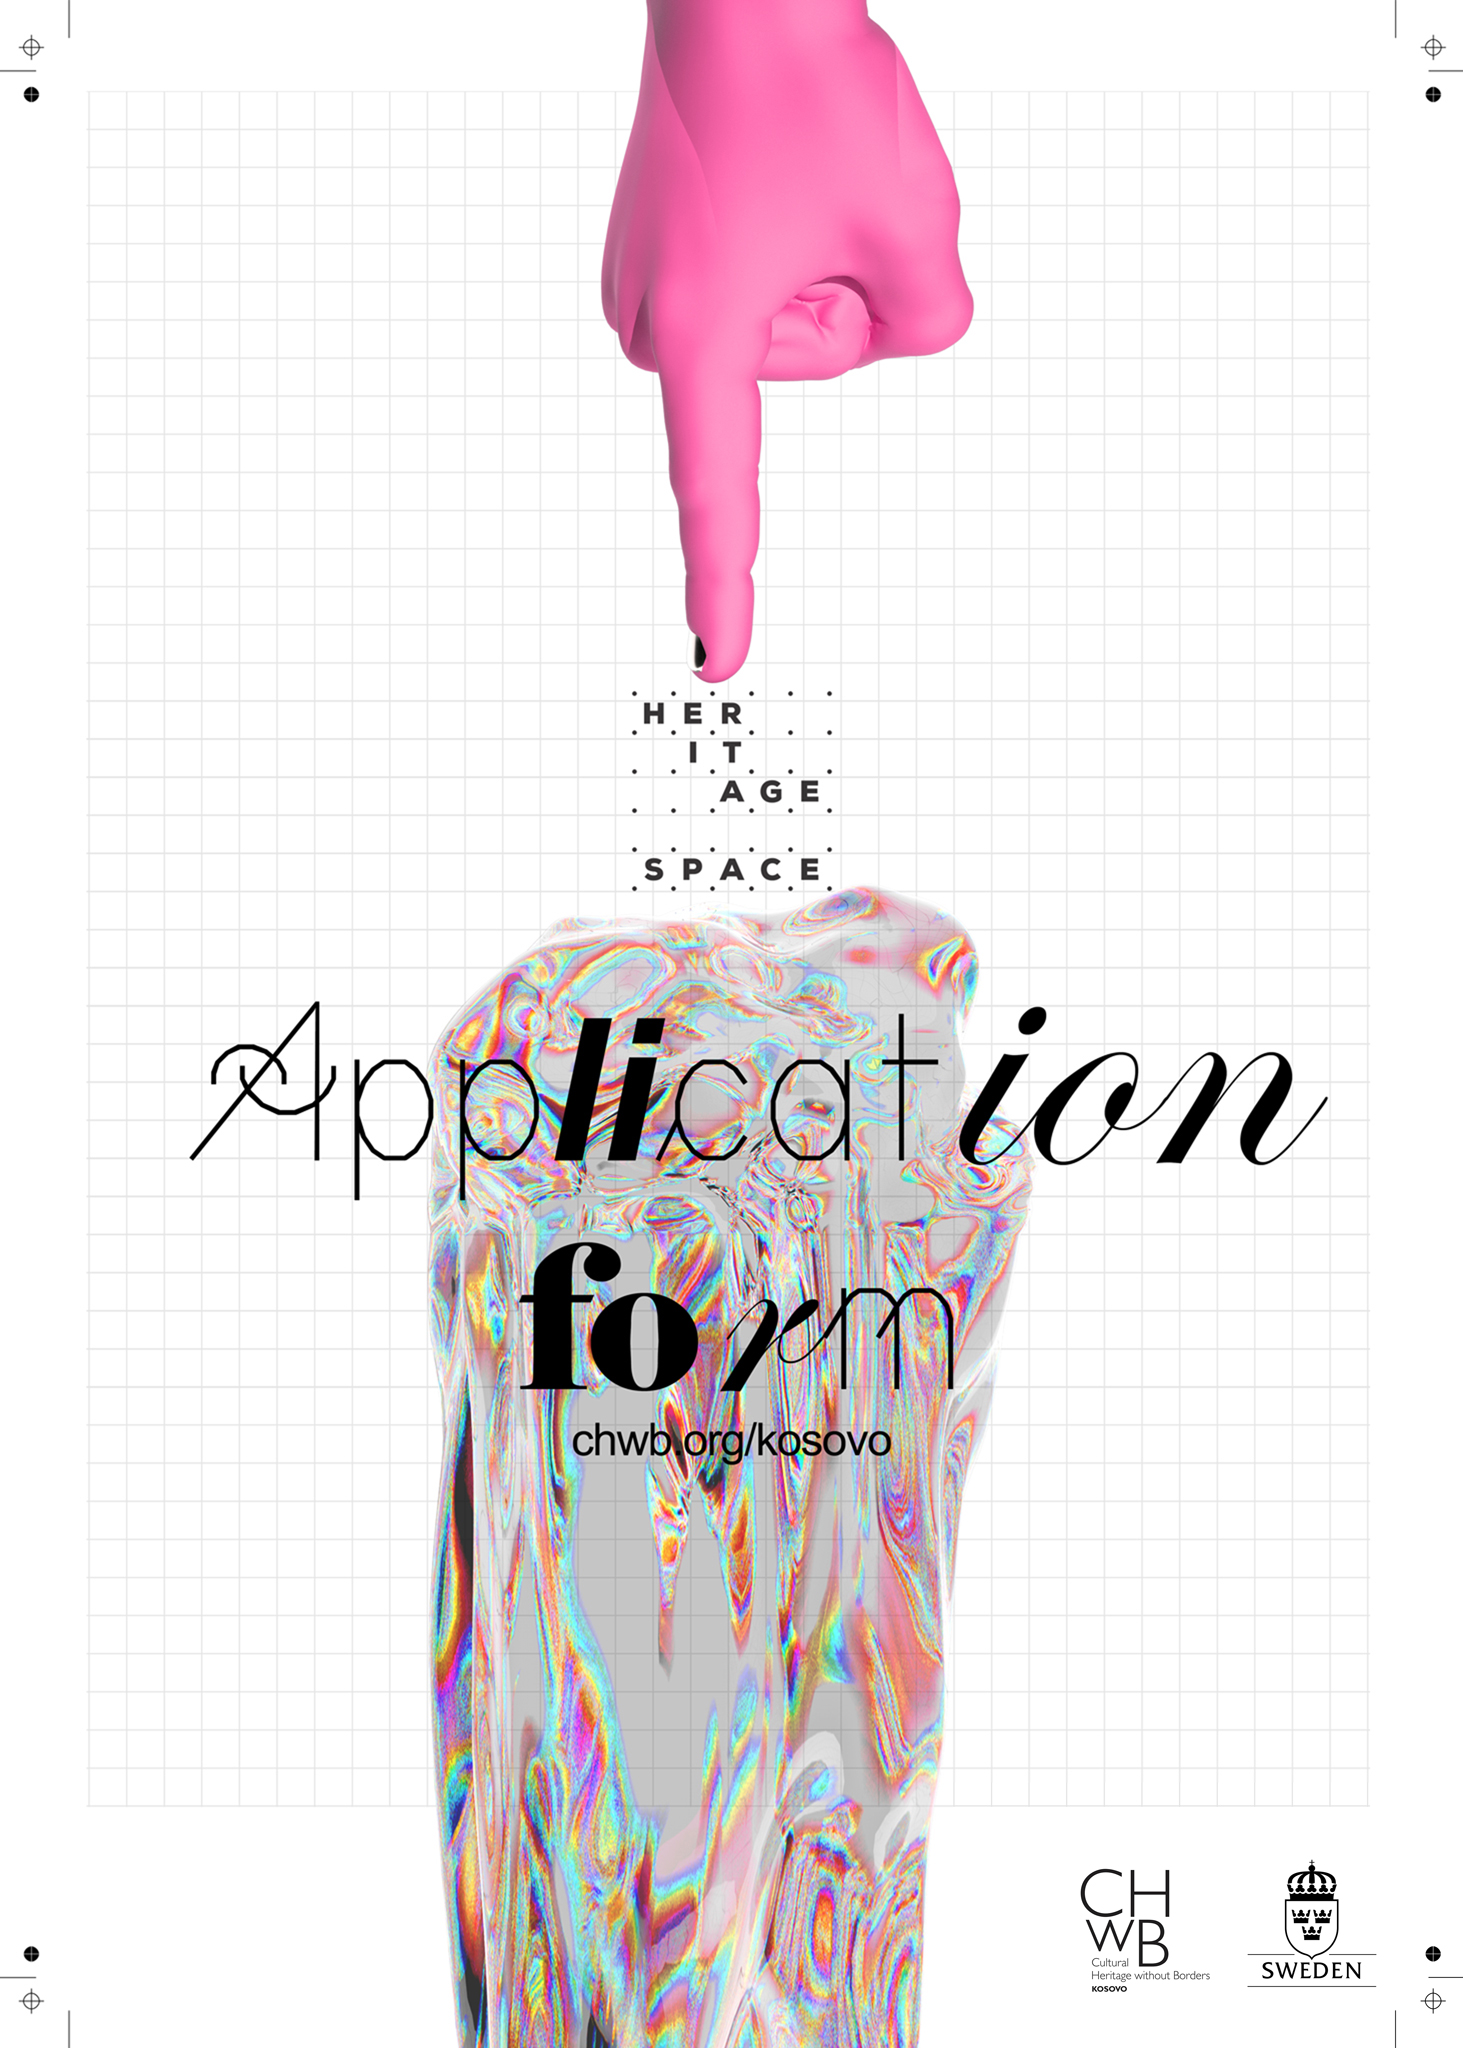 HER
IT
AGE
SPACE
Application
form
chwb.org/kosovo
CH
WB
Cultural
Heritage without Borders
KOSOVO
SWEDEN